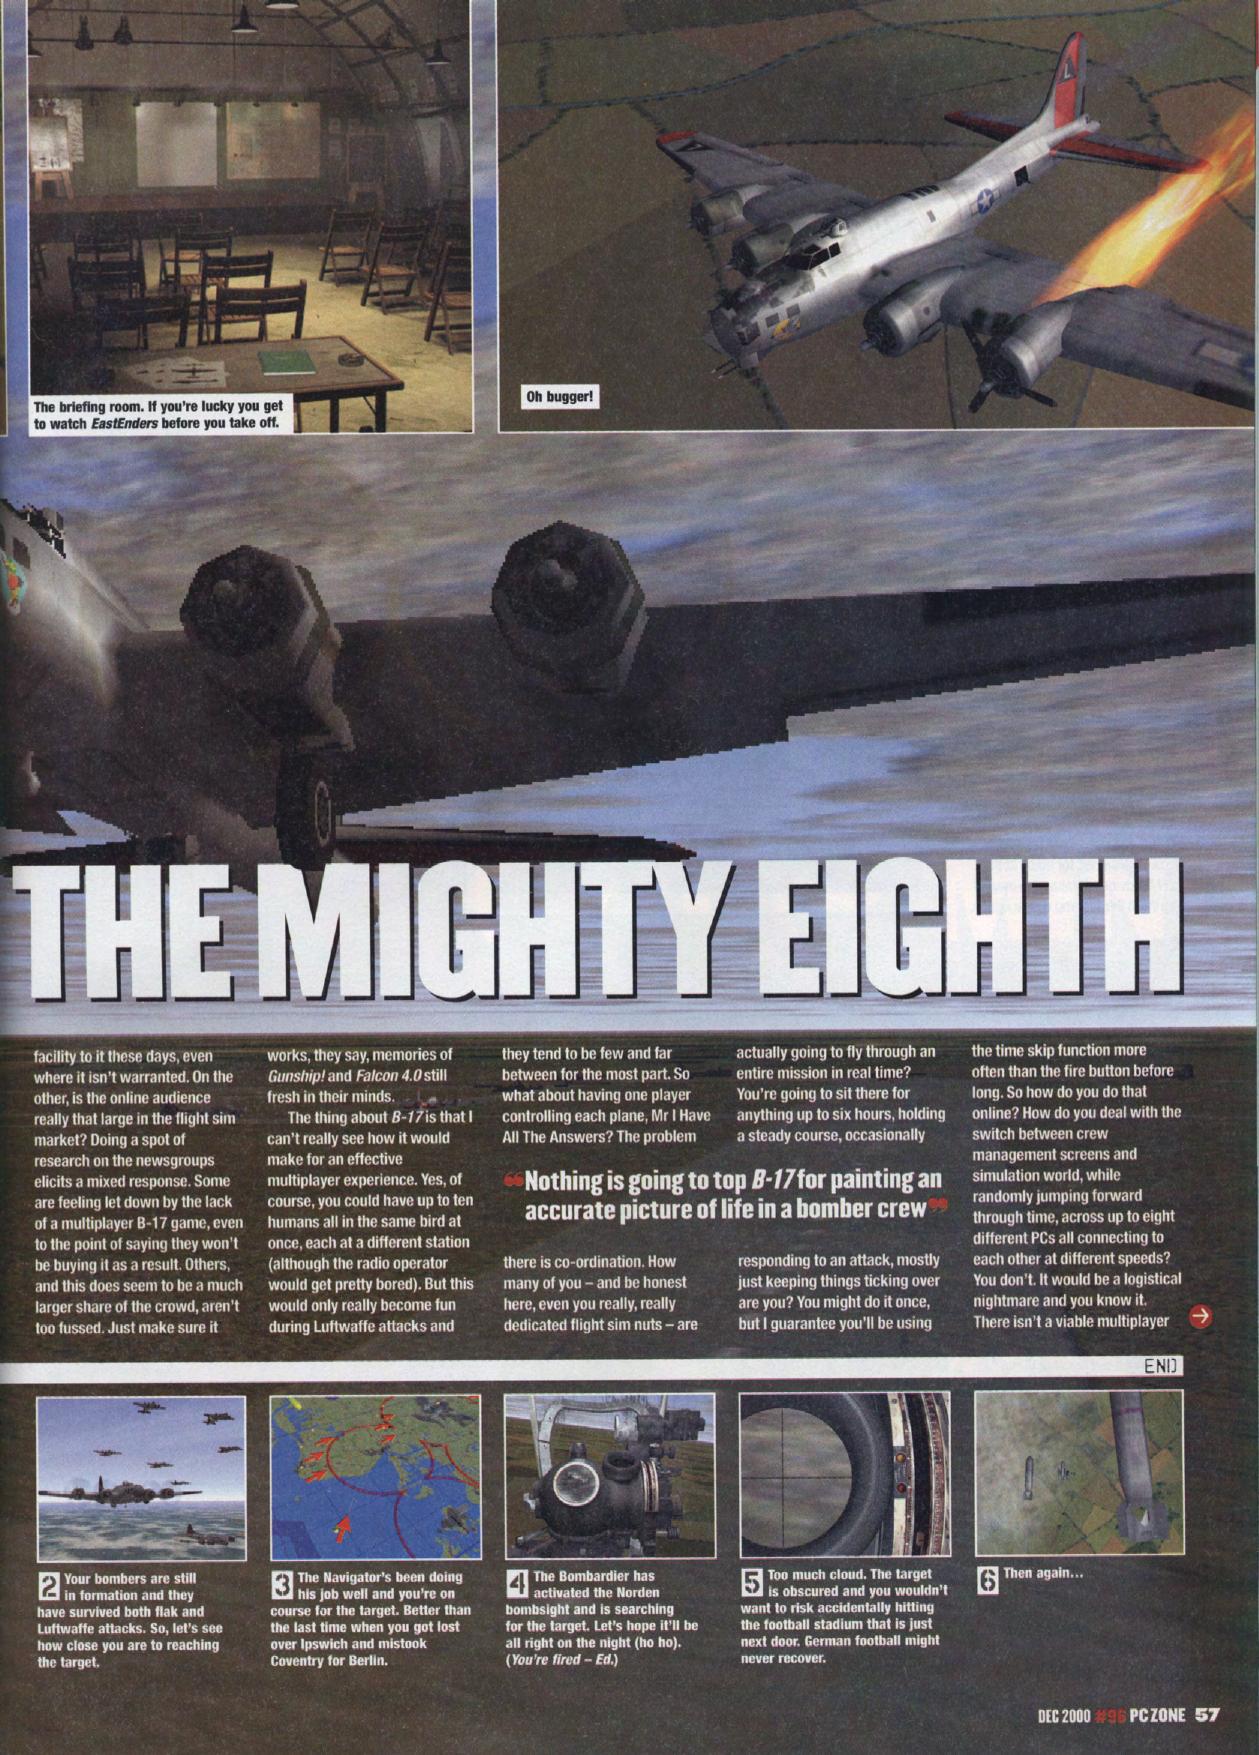 The briefing room. If you're lucky you get
to watch EastEnders before you take off.
L
Oh bugger!
THE MIGHTY EIGHTH
facility to it these days, even
where it isn't warranted. On the
other, is the online audience
really that large in the flight sim
market? Doing a spot of
research on the newsgroups
elicits a mixed response. Some
are feeling let down by the lack
of a multiplayer B-17 game, even
to the point of saying they won't
be buying it as a result. Others,
and this does seem to be a much
larger share of the crowd, aren't
too fussed. Just make sure it
works, they say, memories of
Gunship! and Falcon 4.0 still
fresh in their minds.
The thing about B-17 is that I
can't really see how it would
make for an effective
multiplayer experience. Yes, of
course, you could have up to ten
humans all in the same bird at
once, each at a different station
(although the radio operator
would get pretty bored). But this
would only really become fun
during Luftwaffe attacks and
they tend to be few and far
between for the most part. So
what about having one player
controlling each plane, Mr I Have
All The Answers? The problem
there is co-ordination. How
many of you – and be honest
here, even you really, really
dedicated flight sim nuts – are
actually going to fly through an
entire mission in real time?
You're going to sit there for
anything up to six hours, holding
a steady course, occasionally
responding to an attack, mostly
just keeping things ticking over
are you? You might do it once,
but I guarantee you'll be using
the time skip function more
often than the fire button before
long. So how do you do that
online? How do you deal with the
switch between crew
management screens and
simulation world, while
randomly jumping forward
through time, across up to eight
different PCs all connecting to
each other at different speeds?
You don't. It would be a logistical
nightmare and you know it.
There isn't a viable multiplayer
“Nothing is going to top B-17 for painting an
accurate picture of life in a bomber crew”
END
2 Your bombers are still
in formation and they
have survived both flak and
Luftwaffe attacks. So, let's see
how close you are to reaching
the target.
3 The Navigator's been doing
his job well and you're on
course for the target. Better than
the last time when you got lost
over Ipswich and mistook
Coventry for Berlin.
4 The Bombardier has
activated the Norden
bombsight and is searching
for the target. Let's hope it'll be
all right on the night (ho ho).
(You're fired – Ed.)
5 Too much cloud. The target
is obscured and you wouldn't
want to risk accidentally hitting
the football stadium that is just
next door. German football might
never recover.
6 Then again...
DEC 2000 #96 PC ZONE 57